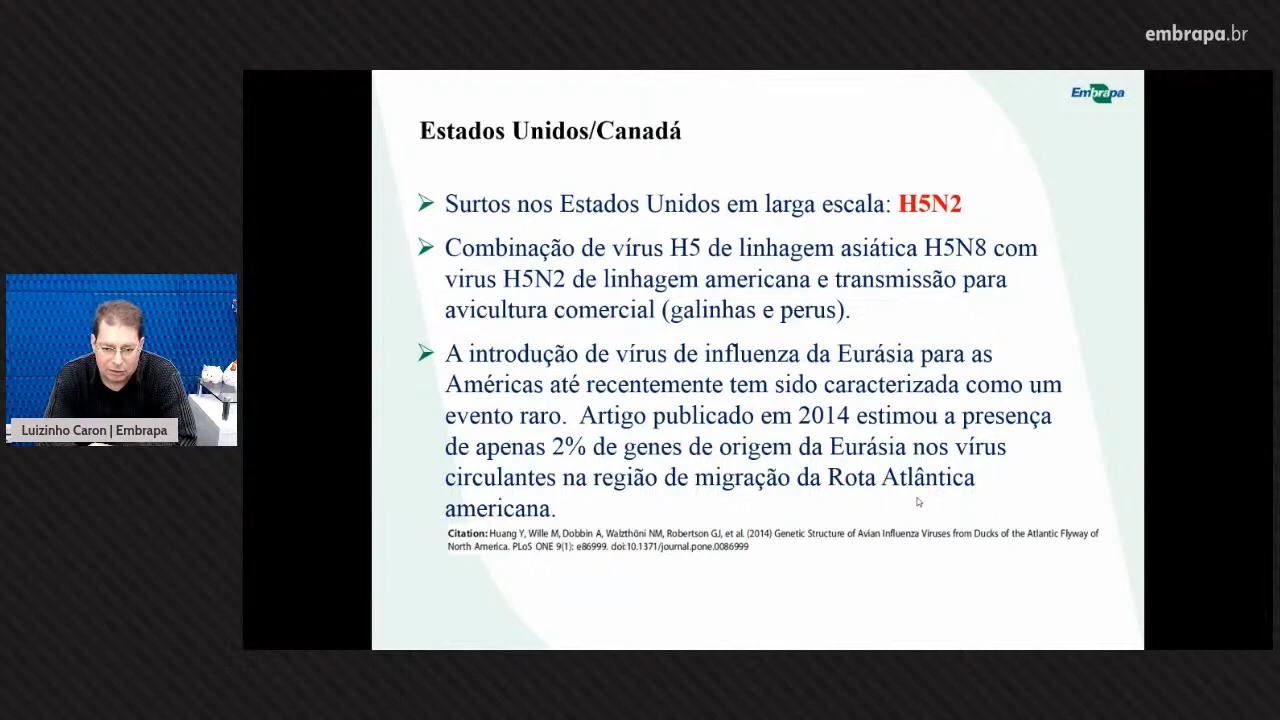 embrapa.br
Embrapa
Estados Unidos/Canadá
➢ Surtos nos Estados Unidos em larga escala: H5N2
➢ Combinação de vírus H5 de linhagem asiática H5N8 com
virus H5N2 de linhagem americana e transmissão para
avicultura comercial (galinhas e perus).
➢ A introdução de vírus de influenza da Eurásia para as
Américas até recentemente tem sido caracterizada como um
evento raro. Artigo publicado em 2014 estimou a presença
de apenas 2% de genes de origem da Eurásia nos vírus
circulantes na região de migração da Rota Atlântica
americana.
Citation: Huang Y, Wille M, Dobbin A, Walzthöni NM, Robertson GJ, et al. (2014) Genetic Structure of Avian Influenza Viruses from Ducks of the Atlantic Flyway of
North America. PLoS ONE 9(1): e86999. doi:10.1371/journal.pone.0086999
Luizinho Caron | Embrapa